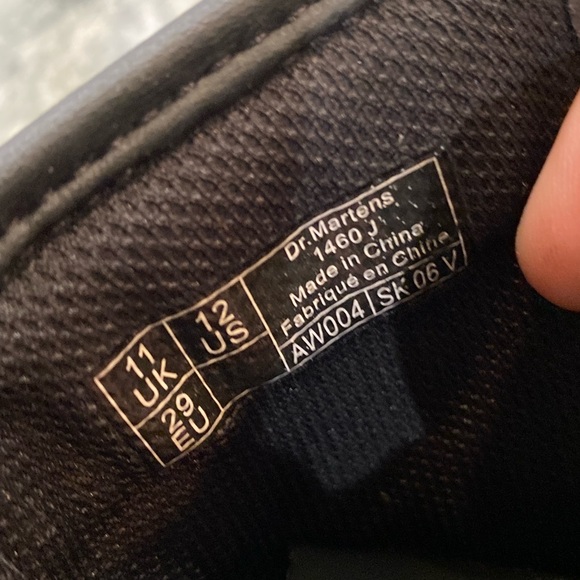 11
UK
12
US
29
EU
Dr.Martens
1460 J
Made in China
Fabriqué en Chine
AW004 SK 06 V